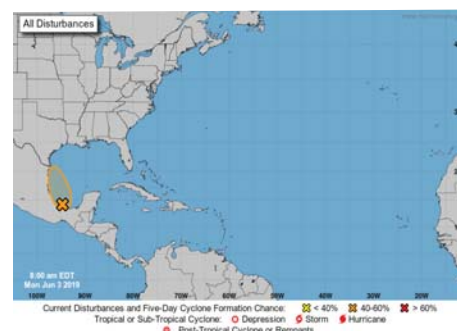 All Disturbances
8:00 am EDT
Mon Jun 3 2019
100W 90W 80W 70W 60W 50W 40W 30W 20W
Current Disturbances and Five-Day Cyclone Formation Chance: < 40% 40-60% > 60%
Tropical or Sub-Tropical Cyclone: Depression Storm Hurricane
Post-Tropical Cyclone or Remnants